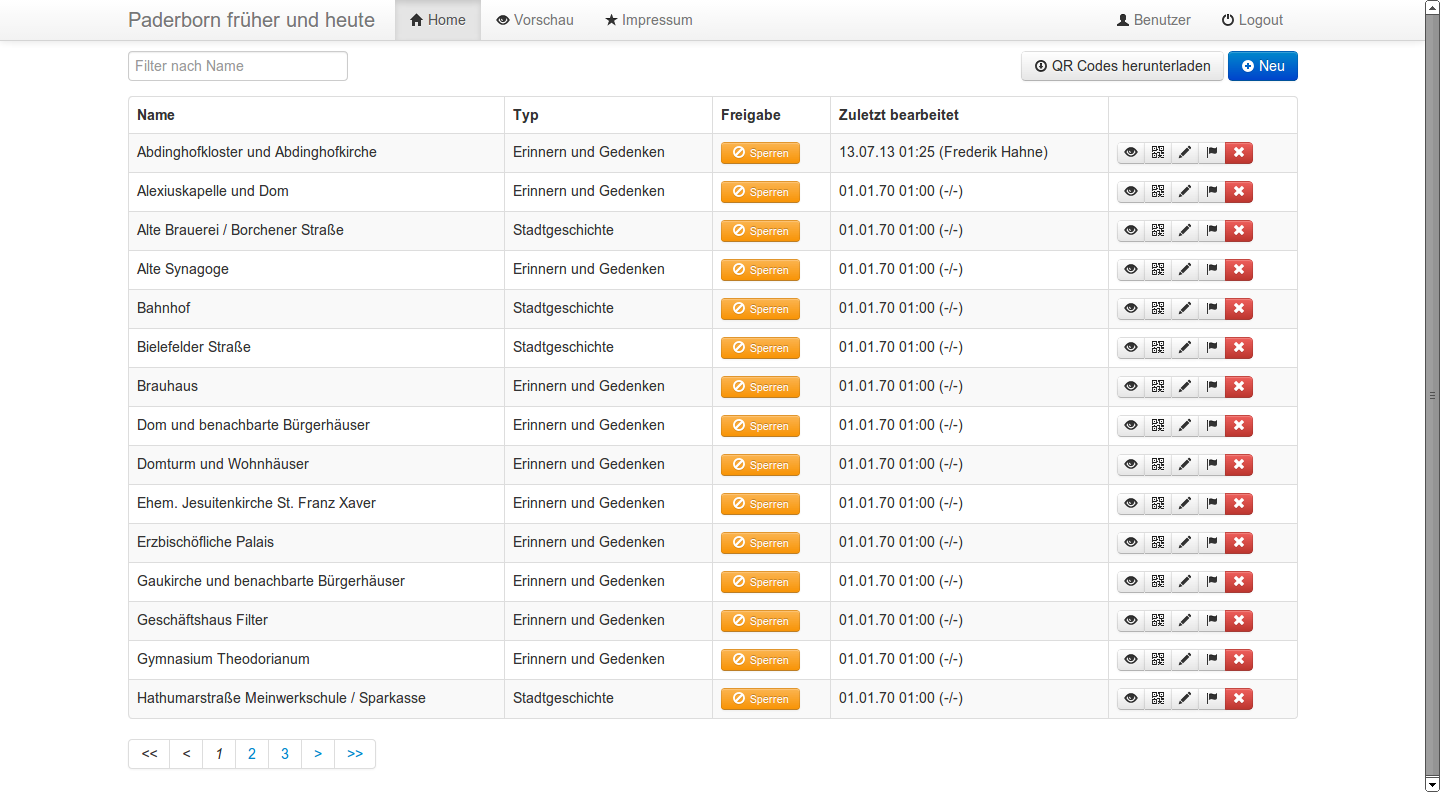 Paderborn früher und heute Home Vorschau Impressum Benutzer Logout
Filter nach Name QR Codes herunterladen Neu
Name Typ Freigabe Zuletzt bearbeitet
Abdinghofkloster und Abdinghofkirche Erinnern und Gedenken Sperren 13.07.13 01:25 (Frederik Hahne)
Alexiuskapelle und Dom Erinnern und Gedenken Sperren 01.01.70 01:00 (-/-)
Alte Brauerei / Borchener Straße Stadtgeschichte Sperren 01.01.70 01:00 (-/-)
Alte Synagoge Erinnern und Gedenken Sperren 01.01.70 01:00 (-/-)
Bahnhof Stadtgeschichte Sperren 01.01.70 01:00 (-/-)
Bielefelder Straße Stadtgeschichte Sperren 01.01.70 01:00 (-/-)
Brauhaus Erinnern und Gedenken Sperren 01.01.70 01:00 (-/-)
Dom und benachbarte Bürgerhäuser Erinnern und Gedenken Sperren 01.01.70 01:00 (-/-)
Domturm und Wohnhäuser Erinnern und Gedenken Sperren 01.01.70 01:00 (-/-)
Ehem. Jesuitenkirche St. Franz Xaver Erinnern und Gedenken Sperren 01.01.70 01:00 (-/-)
Erzbischöfliche Palais Erinnern und Gedenken Sperren 01.01.70 01:00 (-/-)
Gaukirche und benachbarte Bürgerhäuser Erinnern und Gedenken Sperren 01.01.70 01:00 (-/-)
Geschäftshaus Filter Erinnern und Gedenken Sperren 01.01.70 01:00 (-/-)
Gymnasium Theodorianum Erinnern und Gedenken Sperren 01.01.70 01:00 (-/-)
Hathumarstraße Meinwerkschule / Sparkasse Stadtgeschichte Sperren 01.01.70 01:00 (-/-)
<< < 1 2 3 > >>